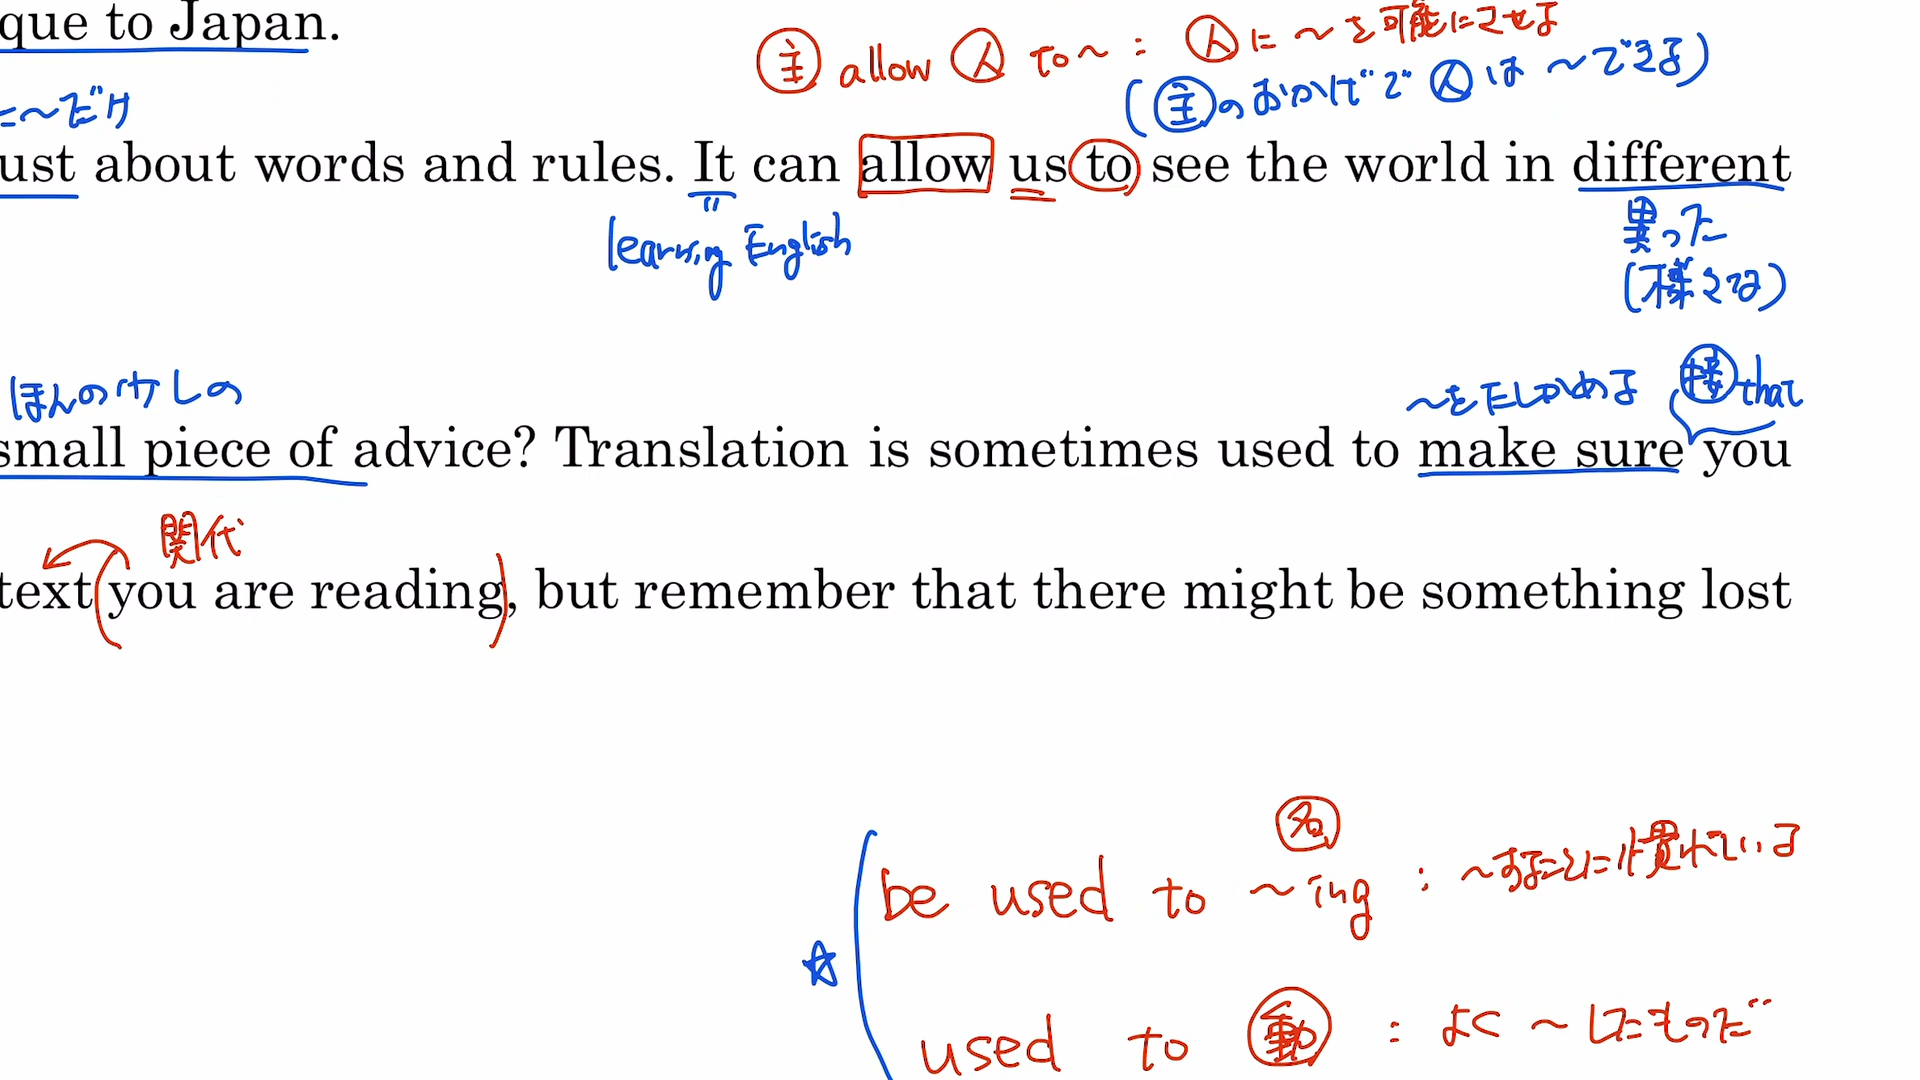 que to Japan.
主 allow 人 to〜 : 人に〜を可能にさせる
(主のおかげで人は〜できる)
に〜だけ
ust about words and rules. It can allow us to see the world in different
〃
learning English
異った
(様々な)
ほんの少しの
〜をたしかめる 接that
small piece of advice? Translation is sometimes used to make sure you
関代
text (you are reading), but remember that there might be something lost
名
be used to 〜ing : 〜することに慣れている
☆
used to 動 : よく〜したものだ